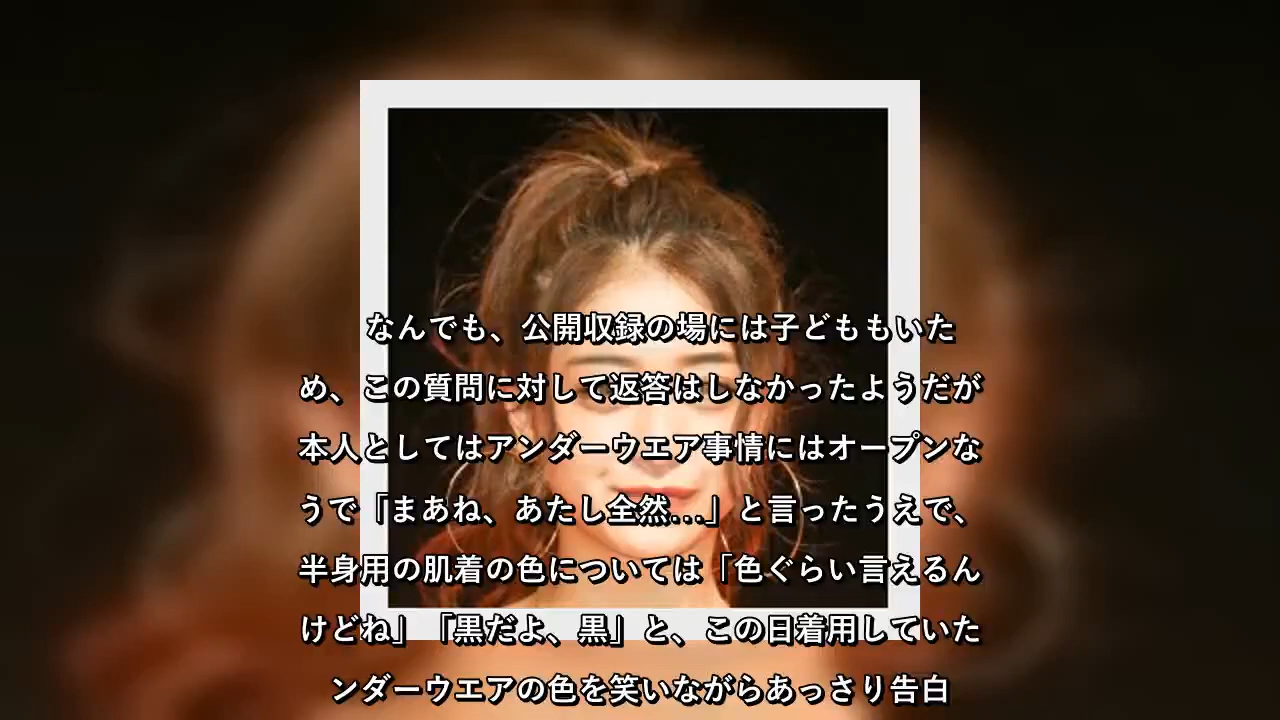 なんでも、公開収録の場には子どももいた
め、この質問に対して返答はしなかったようだが
本人としてはアンダーウエア事情にはオープンな
うで「まあね、あたし全然…」と言ったうえで、
半身用の肌着の色については「色ぐらい言えるん
けどね」「黒だよ、黒」と、この日着用していた
ンダーウエアの色を笑いながらあっさり告白